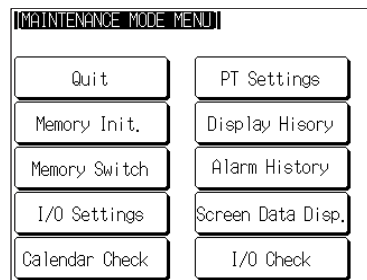 [MAINTENANCE MODE MENU]
Quit
PT Settings
Memory Init.
Display Hisory
Memory Switch
Alarm History
I/O Settings
Screen Data Disp.
Calendar Check
I/O Check